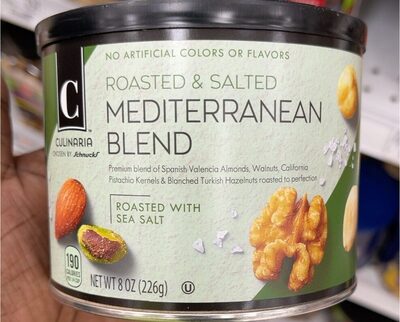 NO ARTIFICIAL COLORS OR FLAVORS
ROASTED & SALTED
MEDITERRANEAN
BLEND
C
CULINARIA
CHOSEN BY Schnucks
Premium blend of Spanish Valencia Almonds, Walnuts, California
Pistachio Kernels & Blanched Turkish Hazelnuts roasted to perfection
ROASTED WITH
SEA SALT
190
CALORIES
NET WT 8 OZ (226g)
U